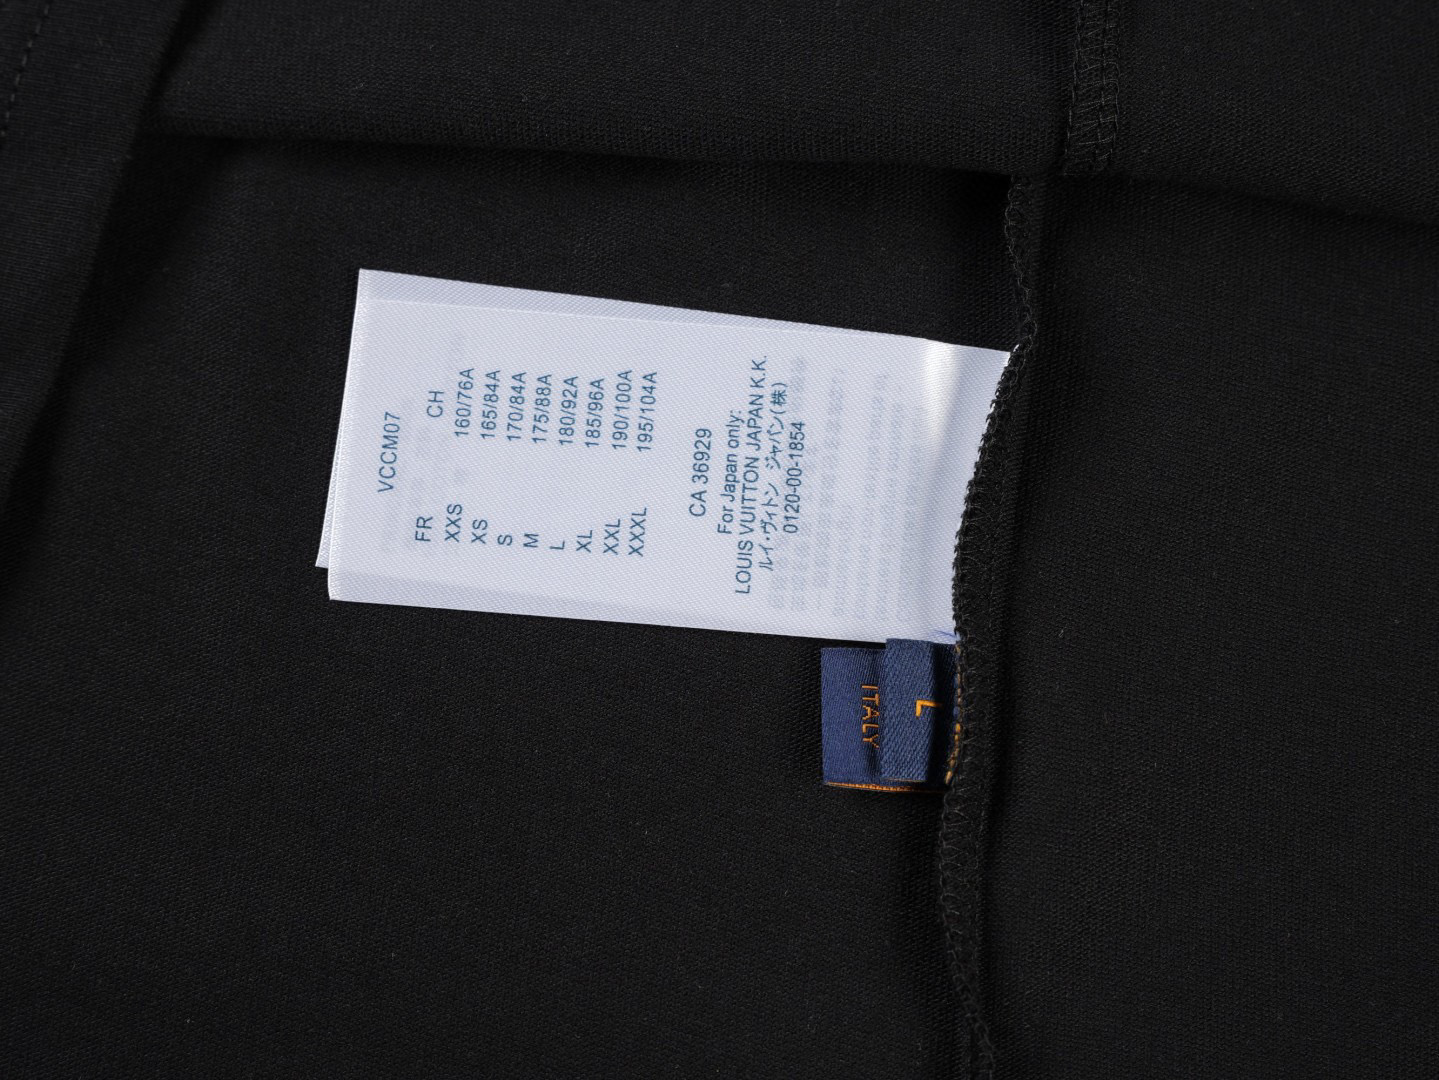 VCCM07
FR CH
XXS 160/76A
XS 165/84A
S 170/84A
M 175/88A
L 180/92A
XL 185/96A
XXL 190/100A
XXXL 195/104A
CA 36929
For Japan only:
LOUIS VUITTON JAPAN K.K.
ルイ・ヴィトン ジャパン(株)
0120-00-1854
L
ITALY